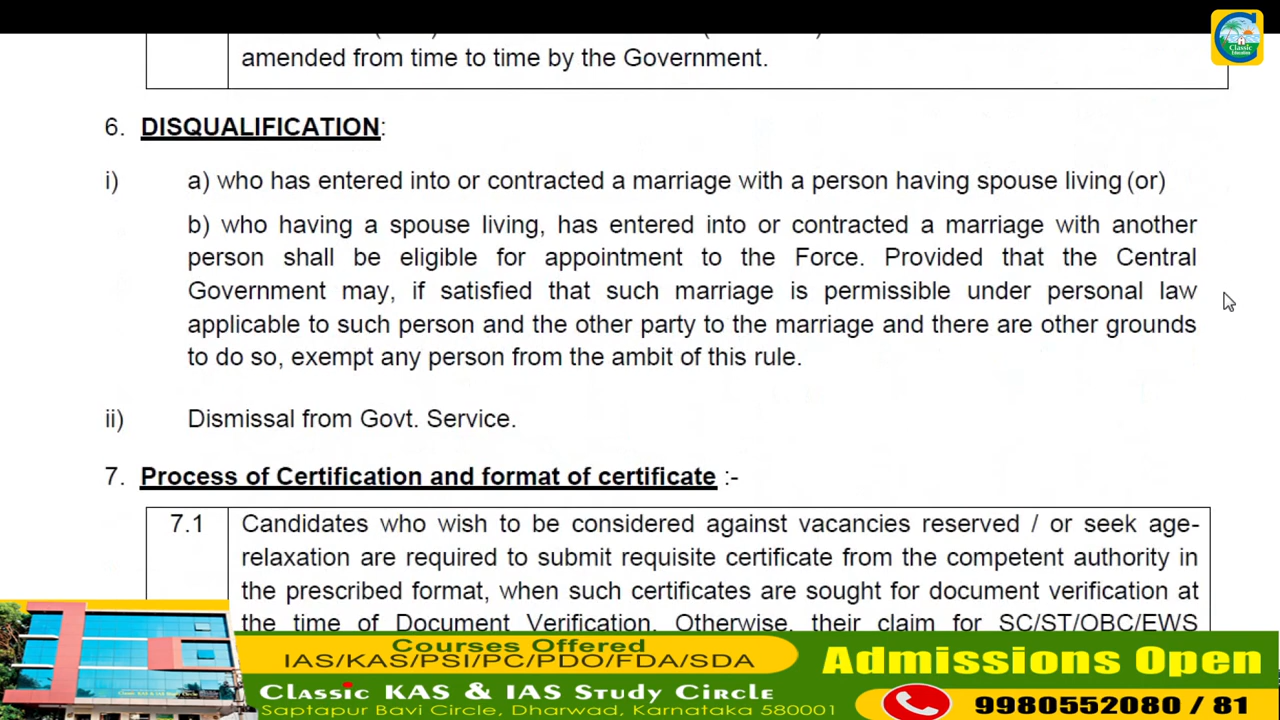 amended from time to time by the Government.
Classic
Education
6. DISQUALIFICATION:
i) a) who has entered into or contracted a marriage with a person having spouse living (or)
b) who having a spouse living, has entered into or contracted a marriage with another
person shall be eligible for appointment to the Force. Provided that the Central
Government may, if satisfied that such marriage is permissible under personal law
applicable to such person and the other party to the marriage and there are other grounds
to do so, exempt any person from the ambit of this rule.
ii) Dismissal from Govt. Service.
7. Process of Certification and format of certificate :-
7.1 Candidates who wish to be considered against vacancies reserved / or seek age-
relaxation are required to submit requisite certificate from the competent authority in
the prescribed format, when such certificates are sought for document verification at
the time of Document Verification. Otherwise, their claim for SC/ST/OBC/EWS
Courses Offered
IAS/KAS/PSI/PC/PDO/FDA/SDA
Classic KAS & IAS Study Circle
Saptapur Bavi Circle, Dharwad, Karnataka 580001
Admissions Open
9980552080 / 81